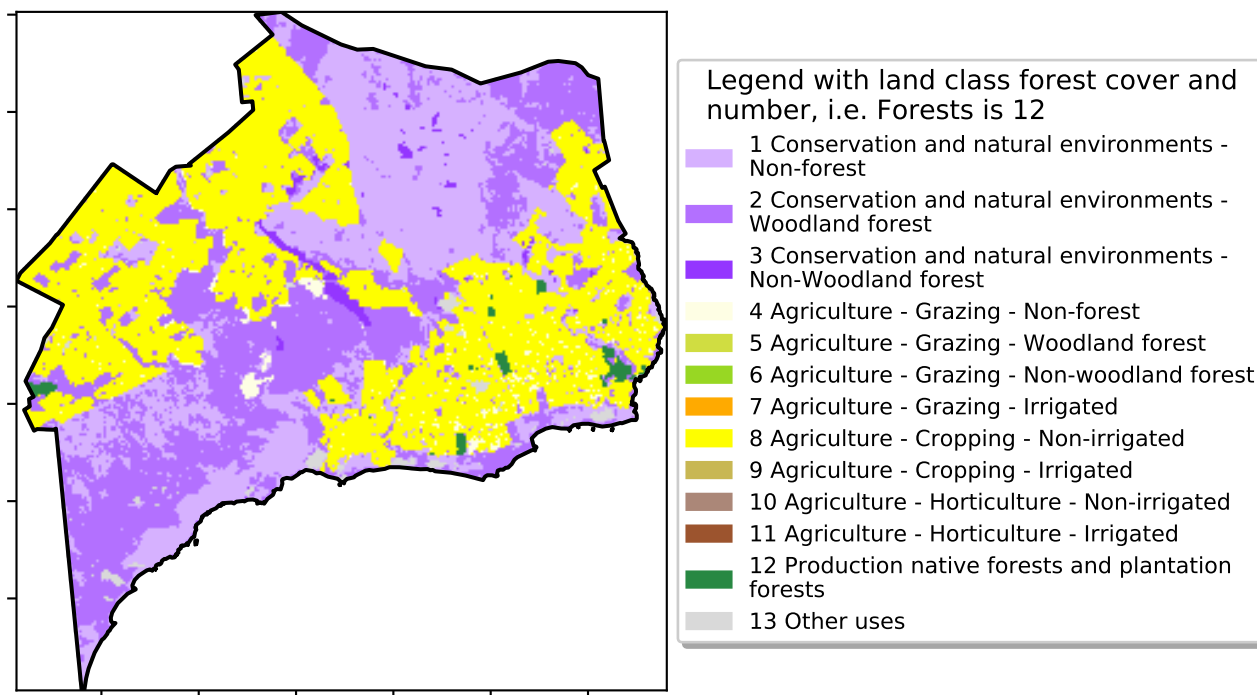 Legend with land class forest cover and
number, i.e. Forests is 12
1 Conservation and natural environments -
Non-forest
2 Conservation and natural environments -
Woodland forest
3 Conservation and natural environments -
Non-Woodland forest
4 Agriculture - Grazing - Non-forest
5 Agriculture - Grazing - Woodland forest
6 Agriculture - Grazing - Non-woodland forest
7 Agriculture - Grazing - Irrigated
8 Agriculture - Cropping - Non-irrigated
9 Agriculture - Cropping - Irrigated
10 Agriculture - Horticulture - Non-irrigated
11 Agriculture - Horticulture - Irrigated
12 Production native forests and plantation
forests
13 Other uses